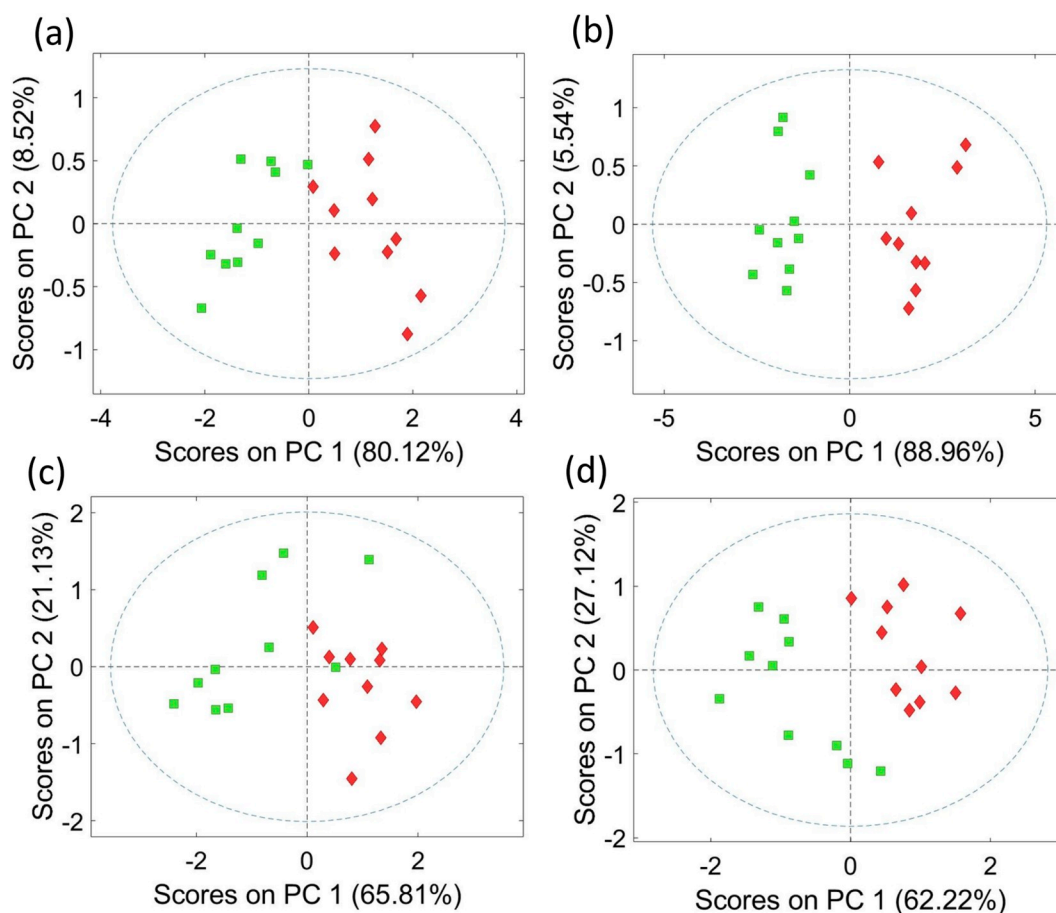 (a)
Scores on PC 2 (8.52%)
1
0.5
0
-0.5
-1
-4
-2
0
2
4
Scores on PC 1 (80.12%)
(b)
Scores on PC 2 (5.54%)
1
0.5
0
-0.5
-1
-5
0
5
Scores on PC 1 (88.96%)
(c)
Scores on PC 2 (21.13%)
2
1
0
-1
-2
-2
0
2
Scores on PC 1 (65.81%)
(d)
Scores on PC 2 (27.12%)
2
1
0
-1
-2
-2
0
2
Scores on PC 1 (62.22%)